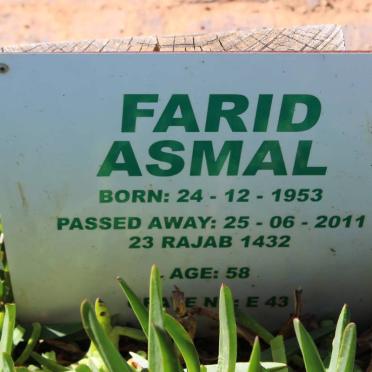 FARID
ASMAL
BORN: 24 - 12 - 1953
PASSED AWAY: 25 - 06 - 2011
23 RAJAB 1432
AGE: 58
E 43